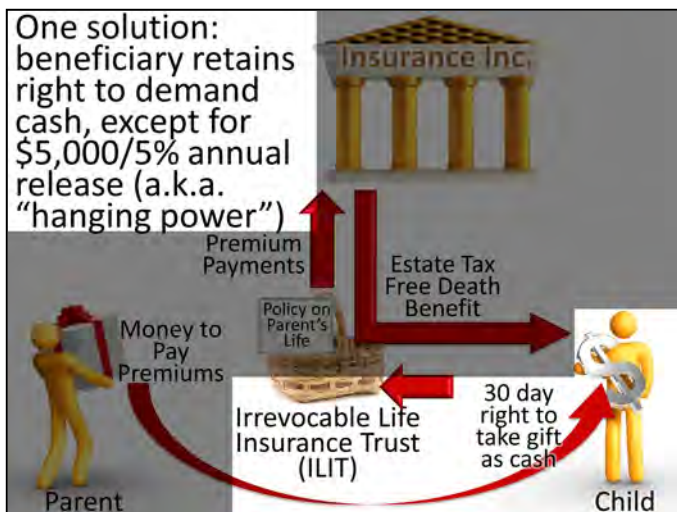 One solution:
beneficiary retains
right to demand
cash, except for
$5,000/5% annual
release (a.k.a.
“hanging power”)
Insurance Inc.
Premium
Payments
Estate Tax
Free Death
Benefit
Policy on
Parent's
Life
Money to
Pay
Premiums
Irrevocable Life
Insurance Trust
(ILIT)
30 day
right to
take gift
as cash
$
Parent
Child